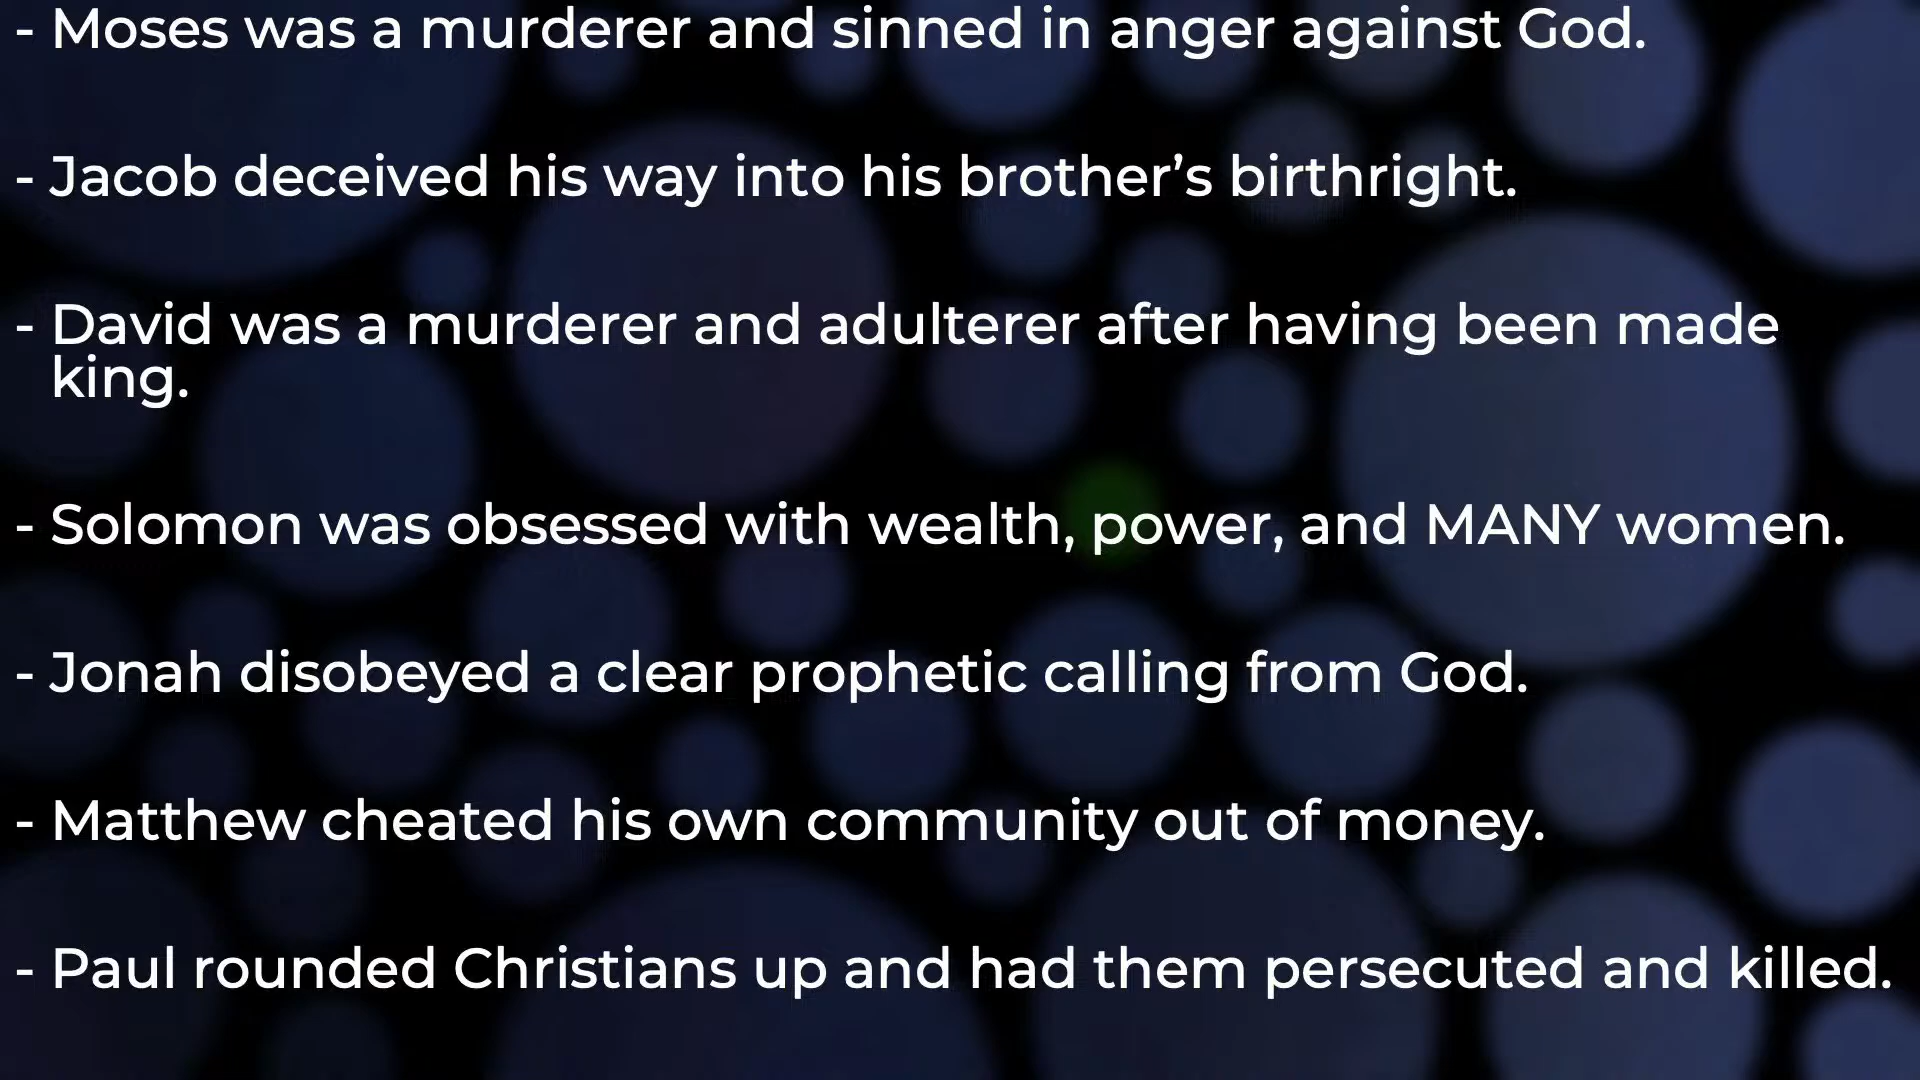 - Moses was a murderer and sinned in anger against God.
- Jacob deceived his way into his brother’s birthright.
- David was a murderer and adulterer after having been made
king.
- Solomon was obsessed with wealth, power, and MANY women.
- Jonah disobeyed a clear prophetic calling from God.
- Matthew cheated his own community out of money.
- Paul rounded Christians up and had them persecuted and killed.